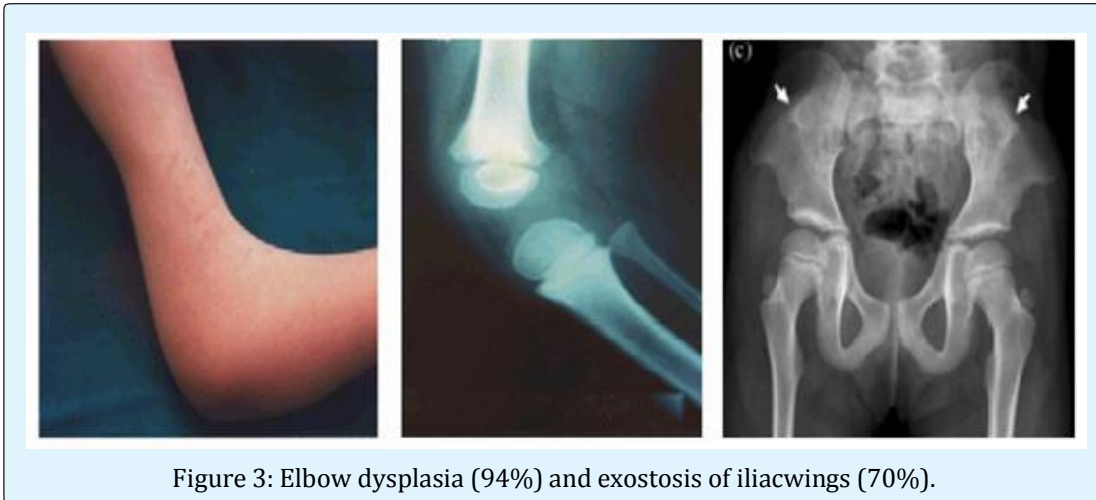 (c)
Figure 3: Elbow dysplasia (94%) and exostosis of iliacwings (70%).